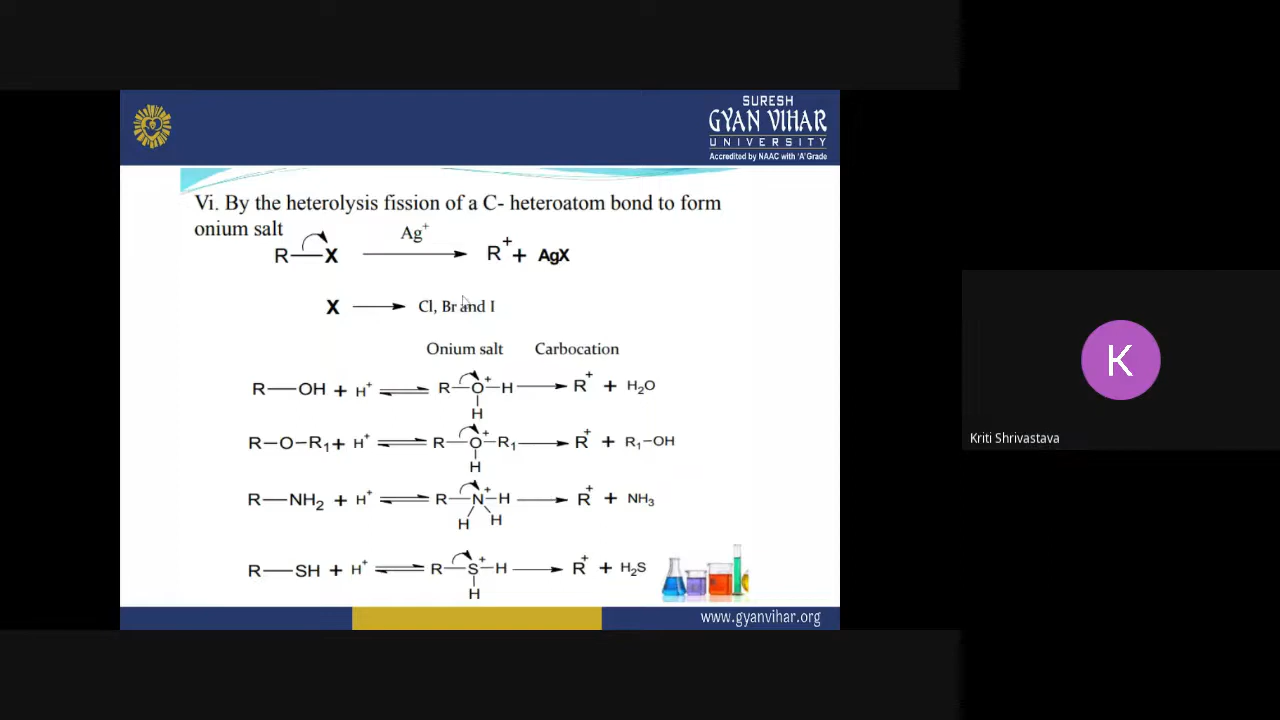 SURESH
GYAN VIHAR
UNIVERSITY
Accredited by NAAC with 'A' Grade
Vi. By the heterolysis fission of a C- heteroatom bond to form
onium salt
Ag⁺
R—X ⟶ R⁺ + AgX
X ⟶ Cl, Br and I
Onium salt Carbocation
R—OH + H⁺ ⇌ R—O⁺—H ⟶ R⁺ + H₂O
H
R—O—R₁ + H⁺ ⇌ R—O⁺—R₁ ⟶ R⁺ + R₁—OH
H
R—NH₂ + H⁺ ⇌ R—N⁺—H ⟶ R⁺ + NH₃
H H
R—SH + H⁺ ⇌ R—S⁺—H ⟶ R⁺ + H₂S
H
www.gyanvihar.org
K
Kriti Shrivastava